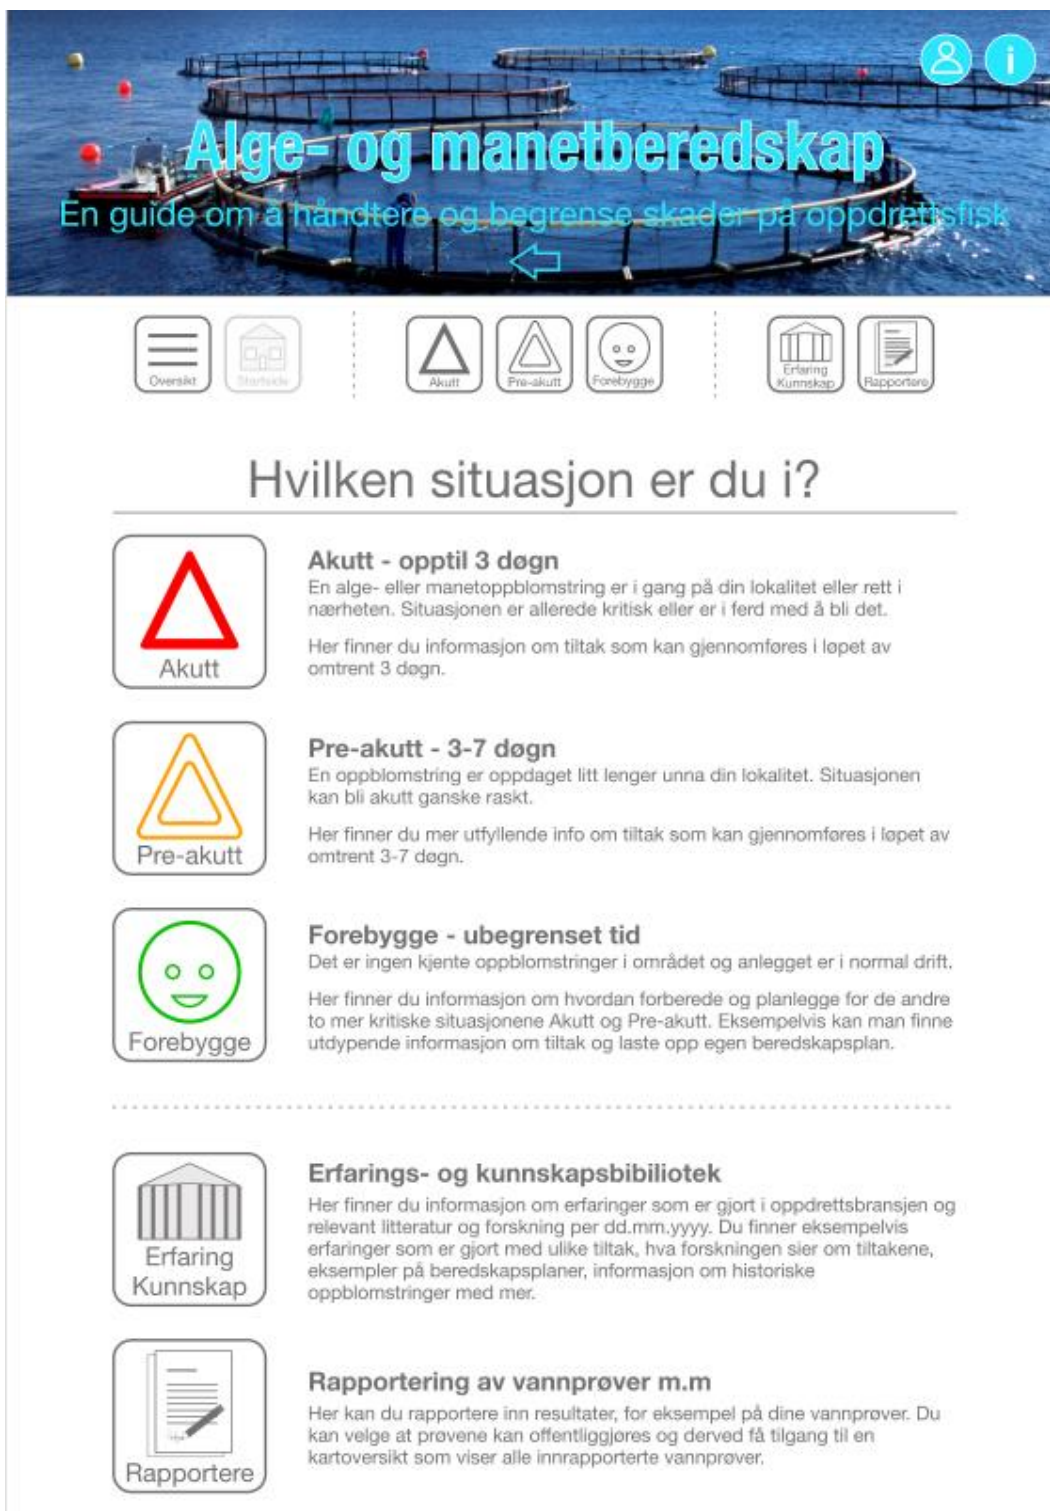 Alge- og manetberedskap
En guide om å håndtere og begrense skader på oppdrettsfisk
i
Oversikt
Startside
Akutt
Pre-akutt
Forebygge
Erfaring
Kunnskap
Rapportere
Hvilken situasjon er du i?
Akutt
Akutt - opptil 3 døgn
En alge- eller manetoppblomstring er i gang på din lokalitet eller rett i
nærheten. Situasjonen er allerede kritisk eller er i ferd med å bli det.
Her finner du informasjon om tiltak som kan gjennomføres i løpet av
omtrent 3 døgn.
Pre-akutt
Pre-akutt - 3-7 døgn
En oppblomstring er oppdaget litt lenger unna din lokalitet. Situasjonen
kan bli akutt ganske raskt.
Her finner du mer utfyllende info om tiltak som kan gjennomføres i løpet av
omtrent 3-7 døgn.
Forebygge
Forebygge - ubegrenset tid
Det er ingen kjente oppblomstringer i området og anlegget er i normal drift.
Her finner du informasjon om hvordan forberede og planlegge for de andre
to mer kritiske situasjonene Akutt og Pre-akutt. Eksempelvis kan man finne
utdypende informasjon om tiltak og laste opp egen beredskapsplan.
Erfaring
Kunnskap
Erfarings- og kunnskapsbibiliotek
Her finner du informasjon om erfaringer som er gjort i oppdrettsbransjen og
relevant litteratur og forskning per dd.mm.yyyy. Du finner eksempelvis
erfaringer som er gjort med ulike tiltak, hva forskningen sier om tiltakene,
eksempler på beredskapsplaner, informasjon om historiske
oppblomstringer med mer.
Rapportere
Rapportering av vannprøver m.m
Her kan du rapportere inn resultater, for eksempel på dine vannprøver. Du
kan velge at prøvene kan offentliggjøres og derved få tilgang til en
kartoversikt som viser alle innrapporterte vannprøver.